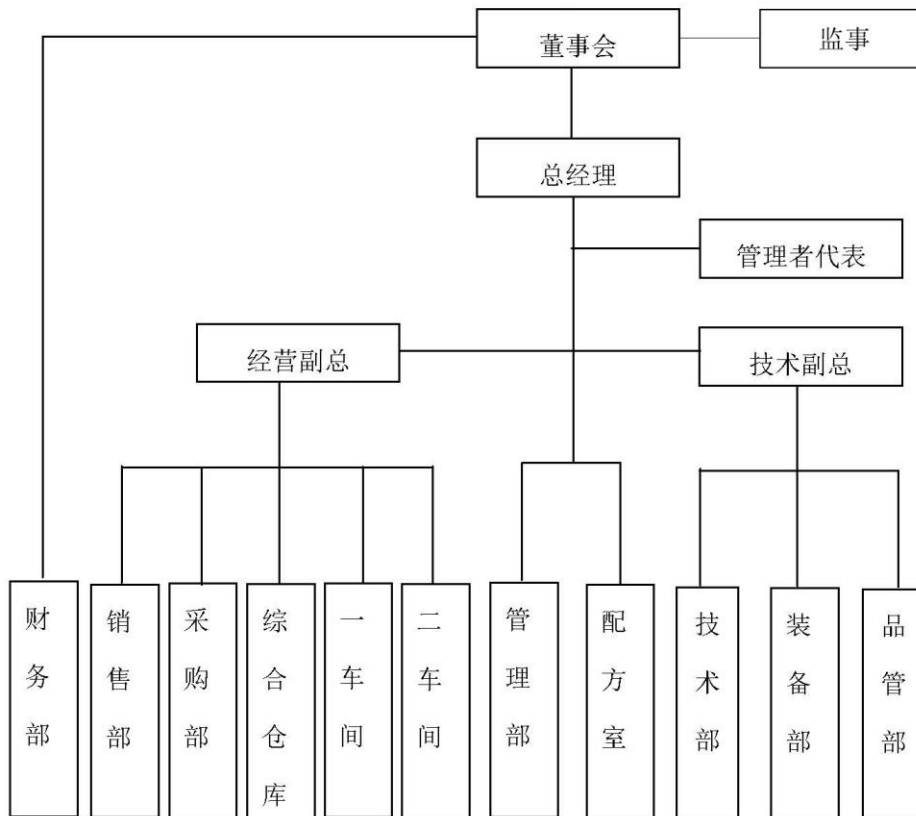 董事会
监事
总经理
管理者代表
经营副总
技术副总
财务部
销售部
采购部
综合仓库
一车间
二车间
管理部
配方室
技术部
装备部
品管部